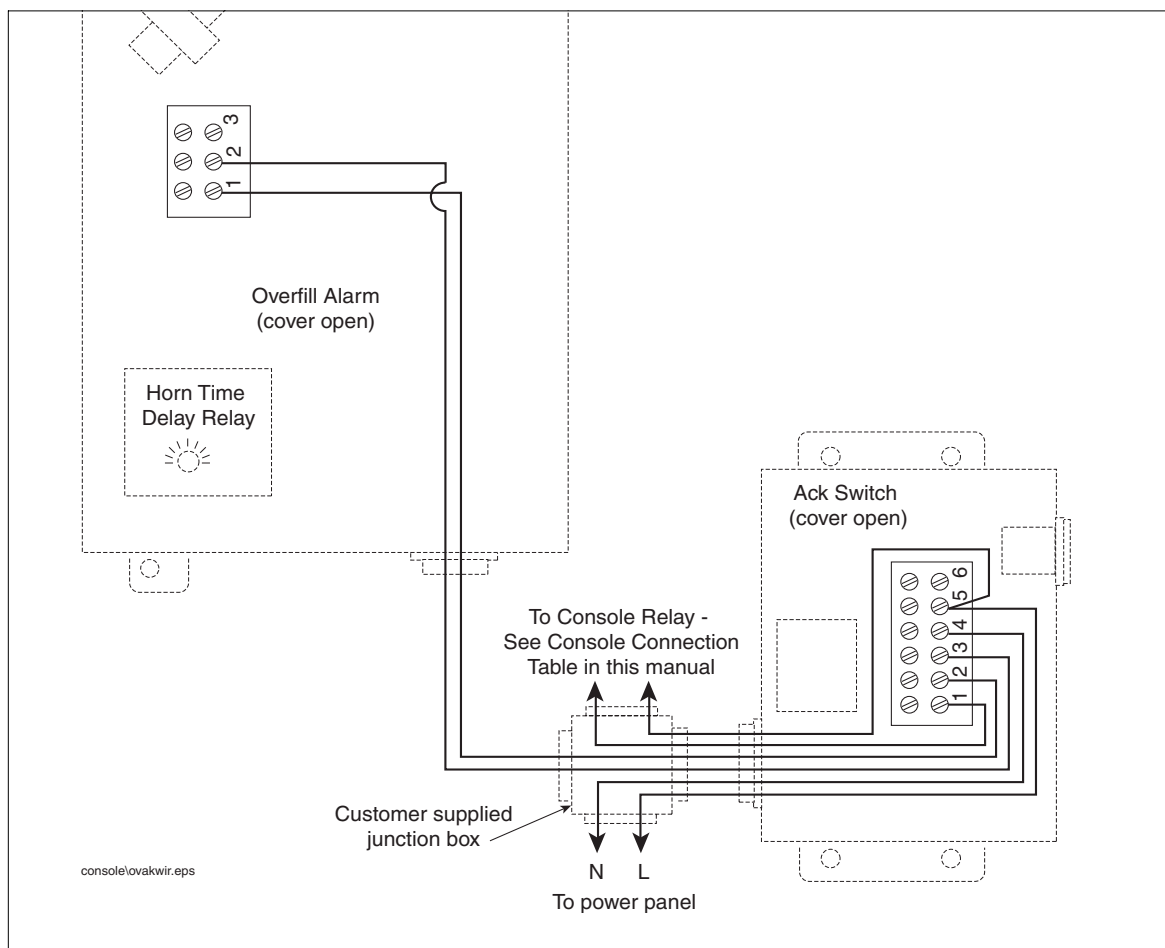 3
2
1
Overfill Alarm
(cover open)
Horn Time
Delay Relay
Ack Switch
(cover open)
6
5
4
3
2
1
To Console Relay -
See Console Connection
Table in this manual
Customer supplied
junction box
N L
To power panel
console\ovakwir.eps